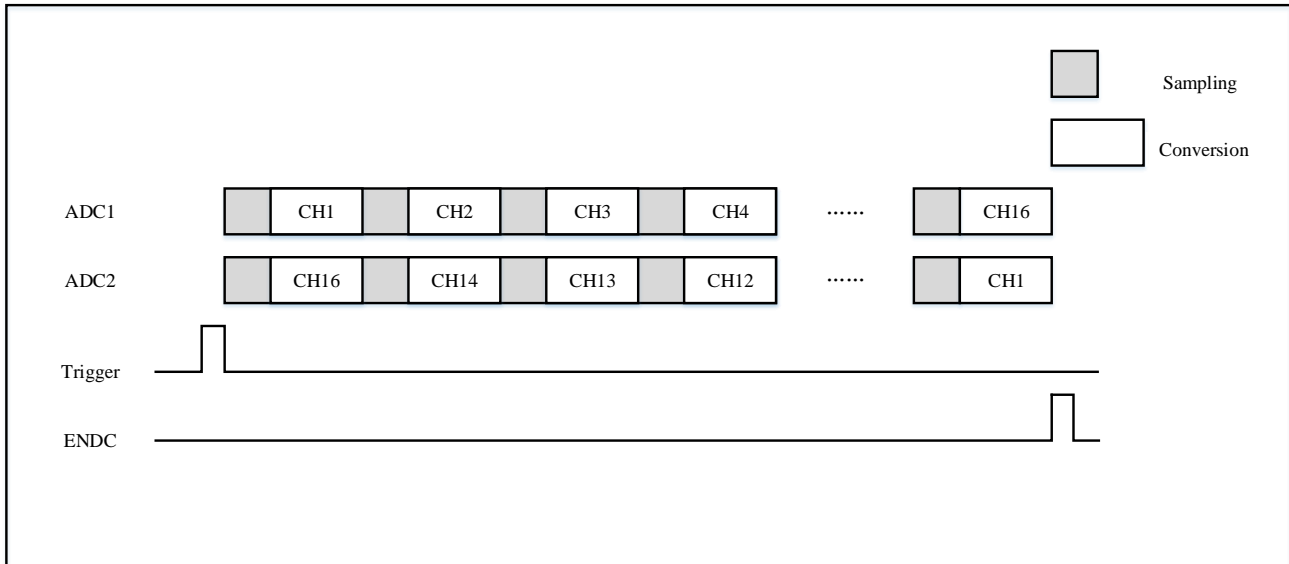 Sampling
Conversion
ADC1 CH1 CH2 CH3 CH4 ...... CH16
ADC2 CH16 CH14 CH13 CH12 ...... CH1
Trigger
ENDC